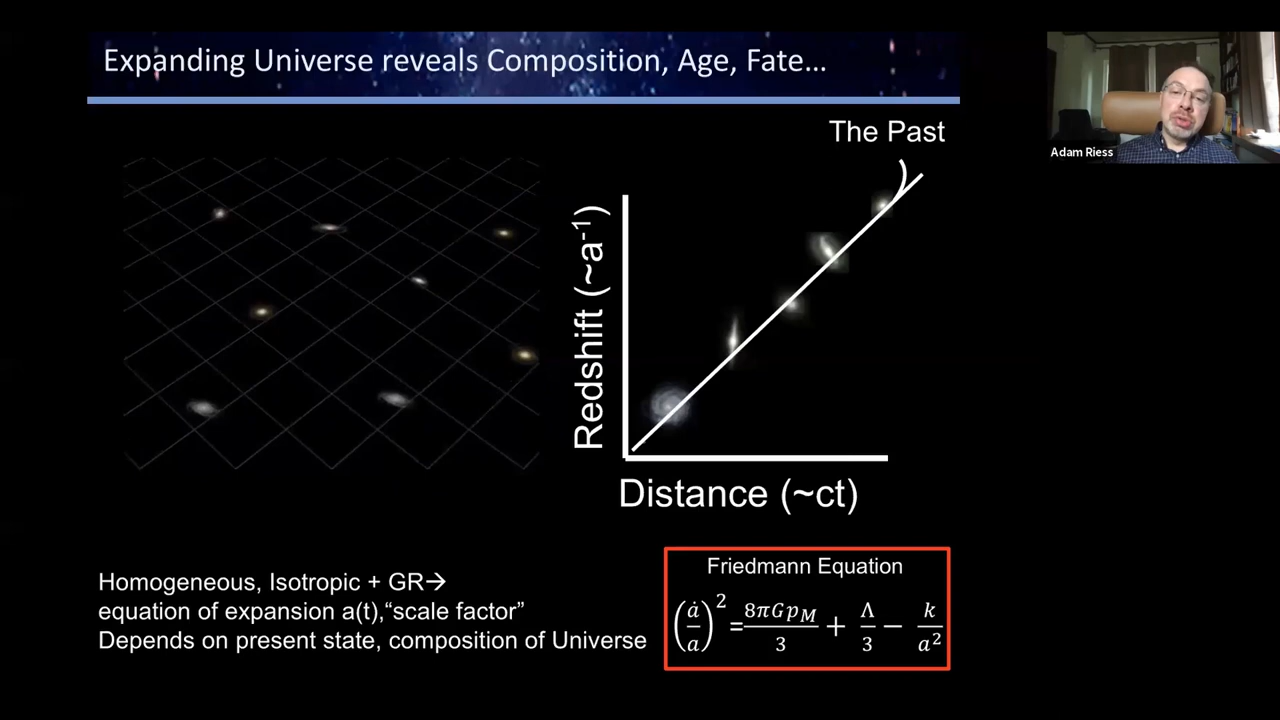 Expanding Universe reveals Composition, Age, Fate…
Adam Riess
The Past
Redshift (~a⁻¹)
Distance (~ct)
Homogeneous, Isotropic + GR→
equation of expansion a(t),“scale factor”
Depends on present state, composition of Universe
Friedmann Equation
(ȧ/a)²=8πGp_M/3 + Λ/3 − k/a²